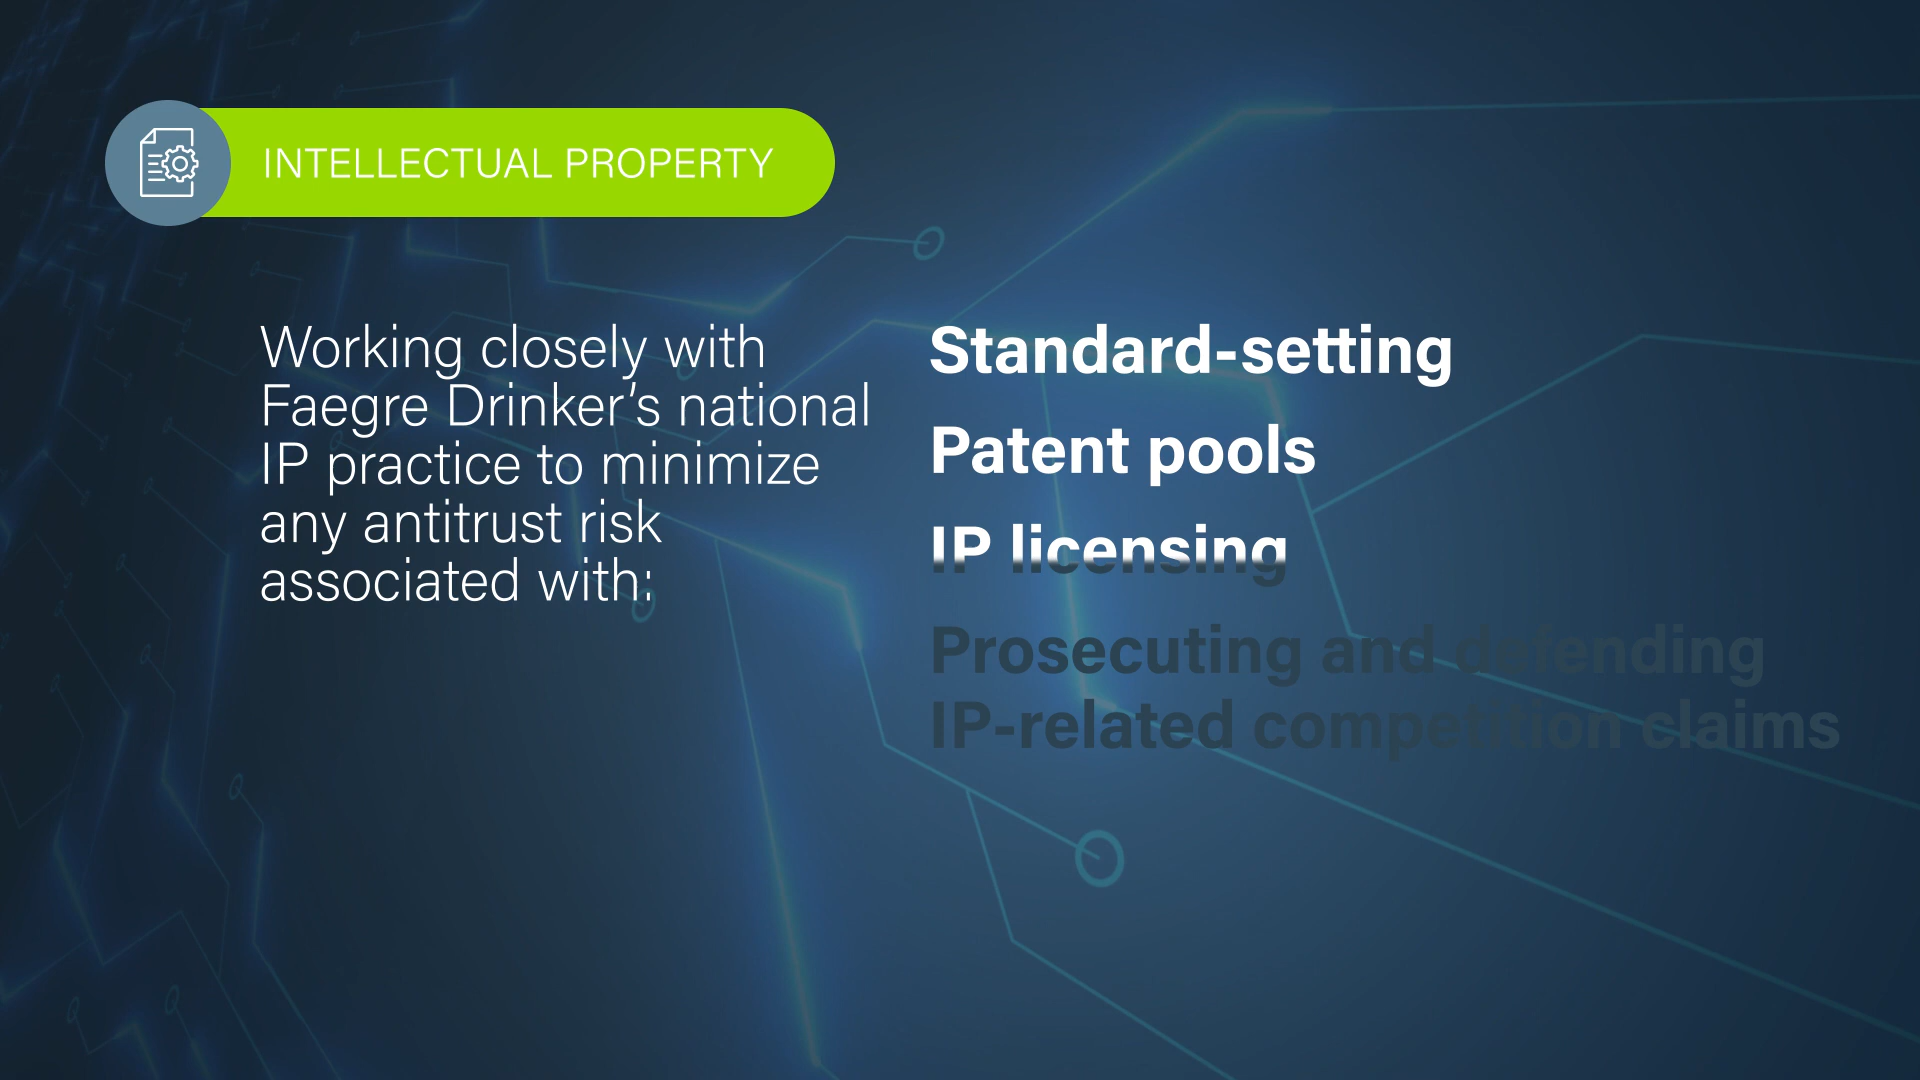 INTELLECTUAL PROPERTY
Working closely with
Faegre Drinker’s national
IP practice to minimize
any antitrust risk
associated with:
Standard-setting
Patent pools
IP licensing
Prosecuting and defending
IP-related competition claims